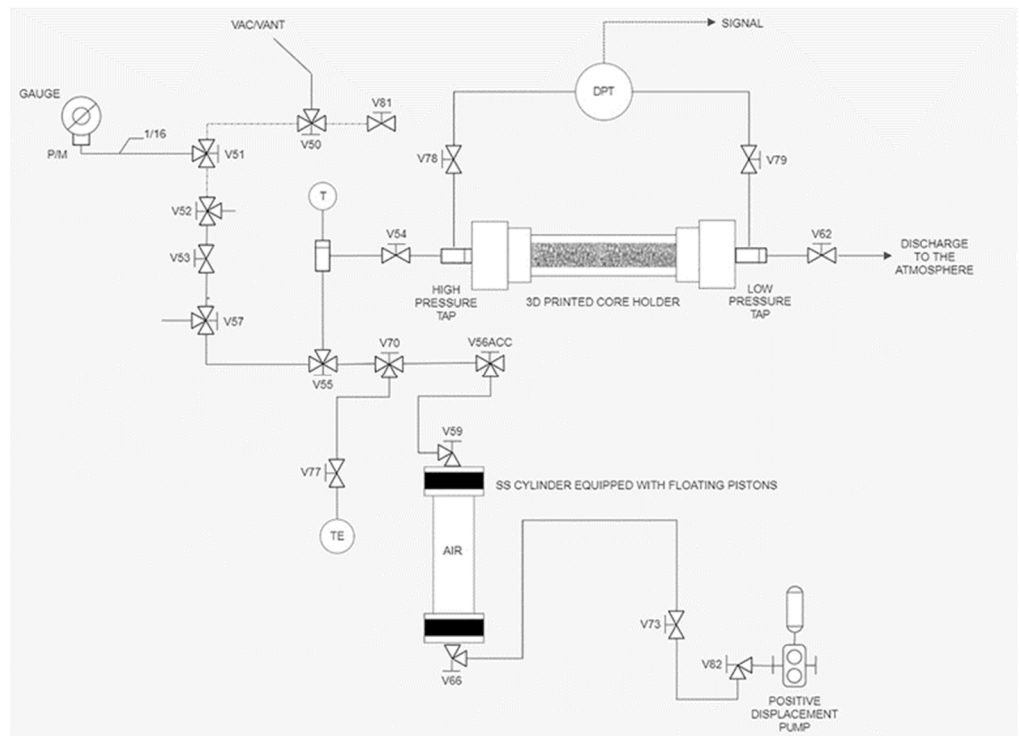 VAC/VANT
SIGNAL
GAUGE
DPT
V81
1/16
V50
P/M
V51
V78
V79
T
V52
V54
V62
V53
DISCHARGE
TO THE
ATMOSPHERE
HIGH
PRESSURE
TAP
3D PRINTED CORE HOLDER
LOW
PRESSURE
TAP
V57
V70
V56ACC
V55
V59
V77
SS CYLINDER EQUIPPED WITH FLOATING PISTONS
TE
AIR
V73
V82
V66
POSITIVE
DISPLACEMENT
PUMP